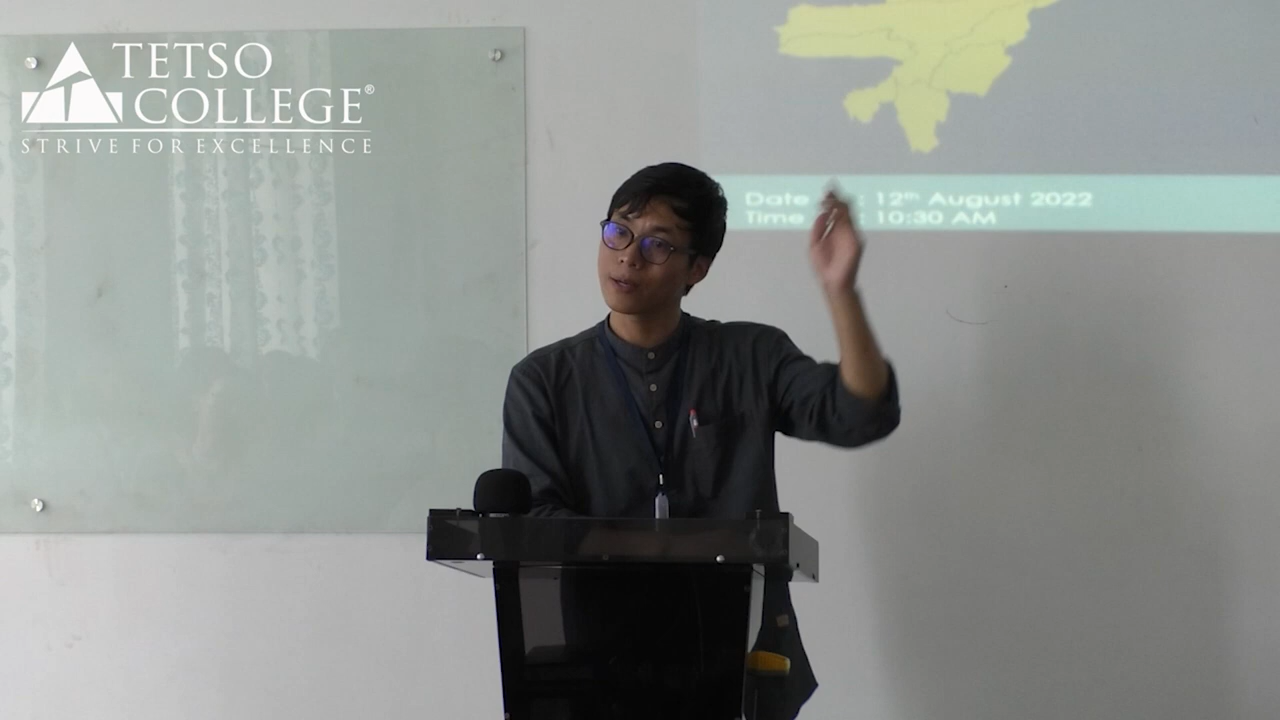 TETSO
COLLEGE®
STRIVE FOR EXCELLENCE
Date : 12th August 2022
Time : 10:30 AM